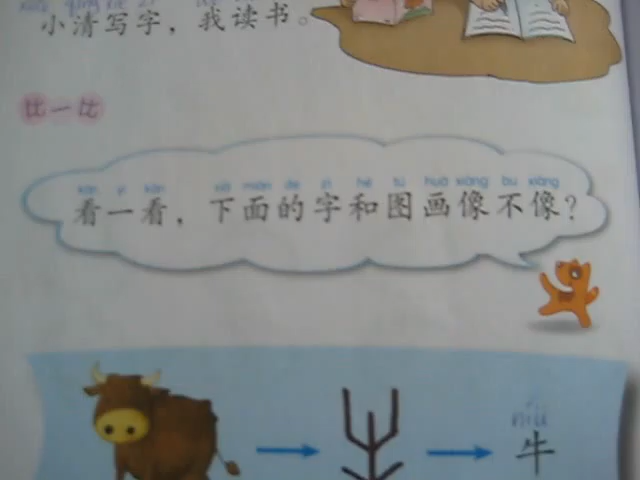 小清写字，我读书。
比一比
kàn yi kàn xià miàn de zì hé tú huà xiàng bu xiàng
看一看，下面的字和图画像不像？
niú
牛